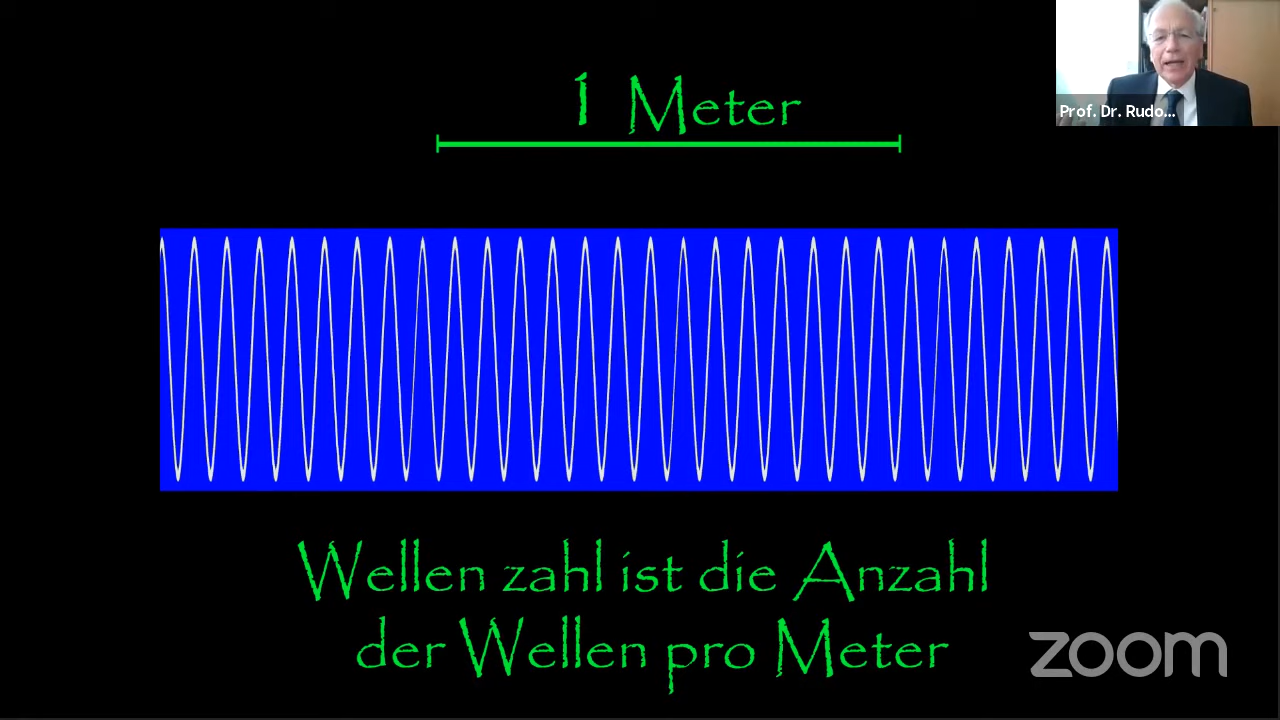 1 Meter
Prof. Dr. Rudo...
Wellen zahl ist die Anzahl
der Wellen pro Meter
zoom